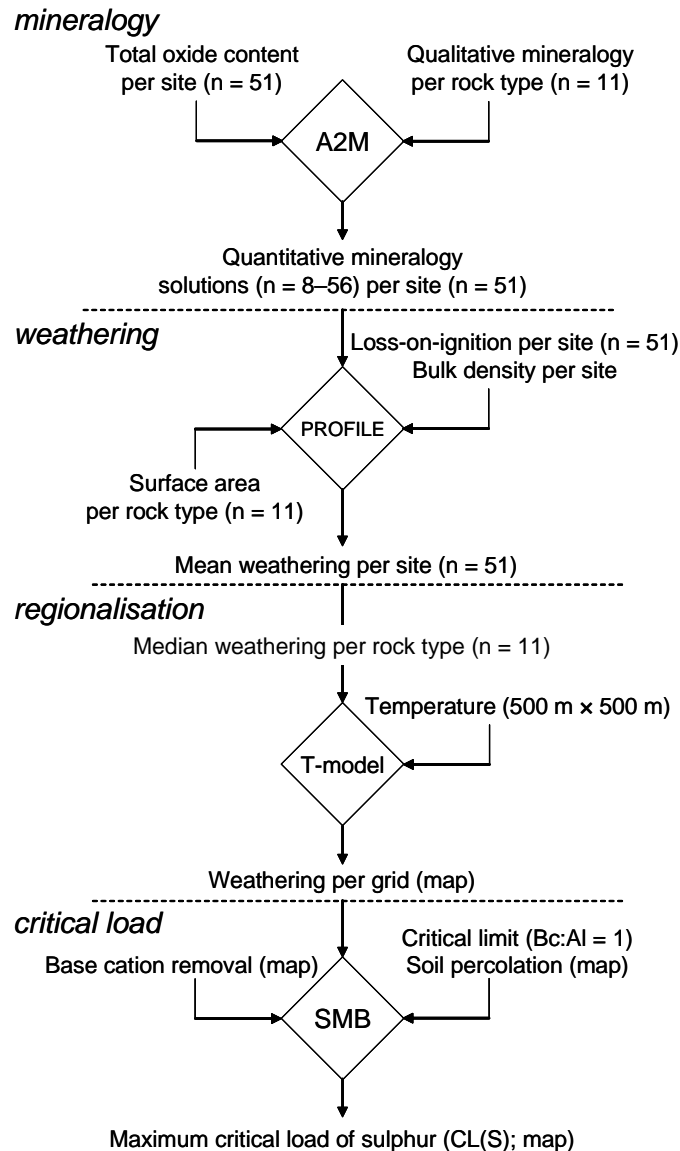 mineralogy
Total oxide content
per site (n = 51)
Qualitative mineralogy
per rock type (n = 11)
A2M
Quantitative mineralogy
solutions (n = 8–56) per site (n = 51)
weathering
Loss-on-ignition per site (n = 51)
Bulk density per site
PROFILE
Surface area
per rock type (n = 11)
Mean weathering per site (n = 51)
regionalisation
Median weathering per rock type (n = 11)
Temperature (500 m × 500 m)
T-model
Weathering per grid (map)
critical load
Critical limit (Bc:Al = 1)
Base cation removal (map)
Soil percolation (map)
SMB
Maximum critical load of sulphur (CL(S); map)